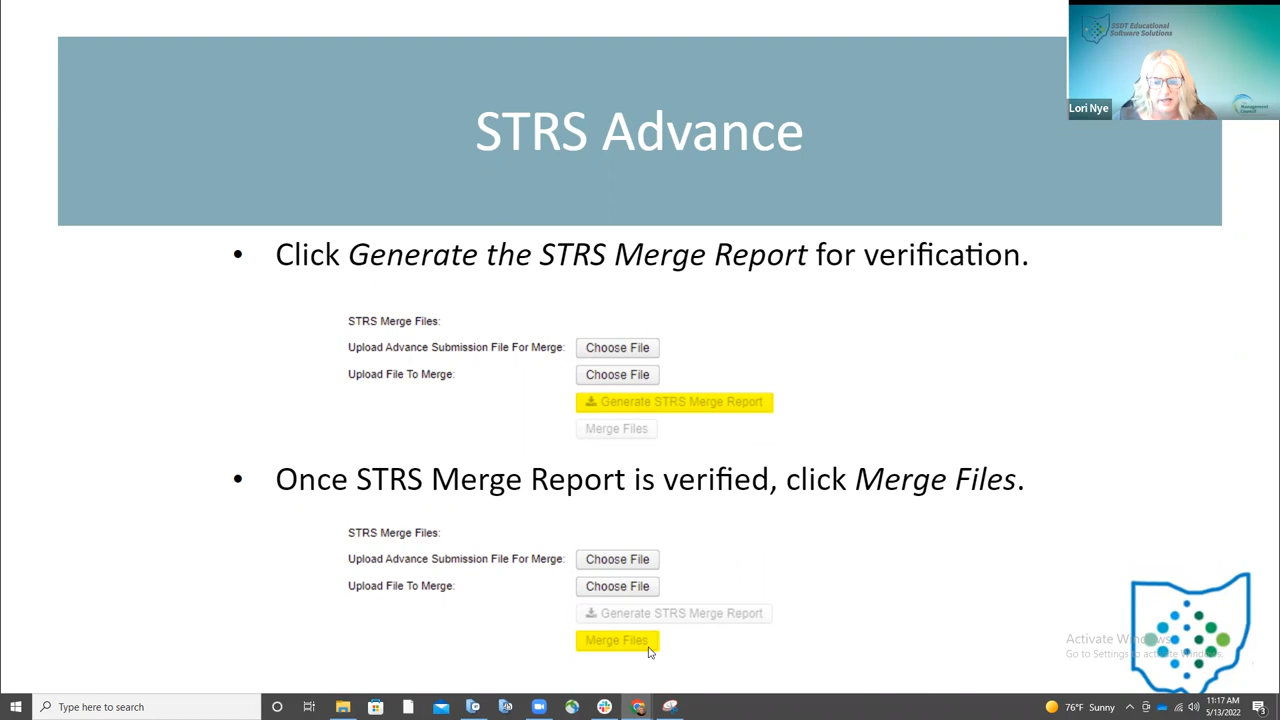 SSDT Educational
Software Solutions
Lori Nye
Management
Council
STRS Advance
• Click Generate the STRS Merge Report for verification.
STRS Merge Files:
Upload Advance Submission File For Merge: Choose File
Upload File To Merge: Choose File
Generate STRS Merge Report
Merge Files
• Once STRS Merge Report is verified, click Merge Files.
STRS Merge Files:
Upload Advance Submission File For Merge: Choose File
Upload File To Merge: Choose File
Generate STRS Merge Report
Merge Files
Activate Windows
Go to Settings to activate Windows.
Type here to search
76°F Sunny
11:17 AM
5/13/2022
3